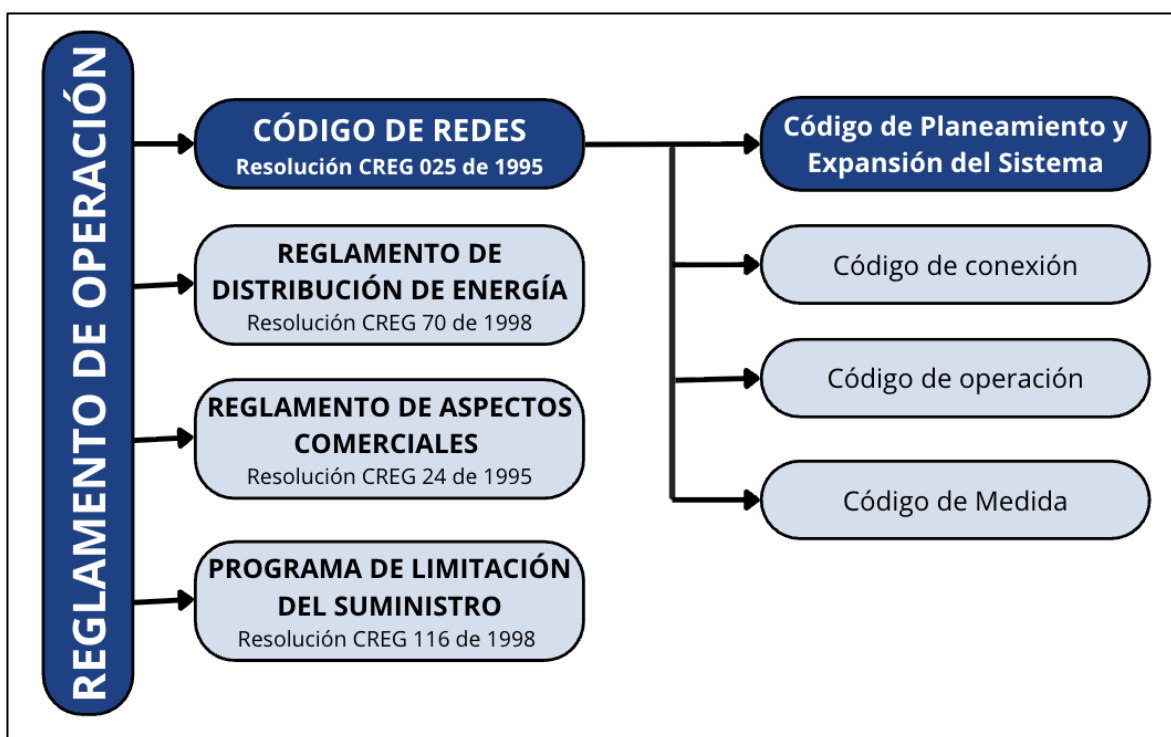 REGLAMENTO DE OPERACIÓN
CÓDIGO DE REDES
Resolución CREG 025 de 1995
REGLAMENTO DE
DISTRIBUCIÓN DE ENERGÍA
Resolución CREG 70 de 1998
REGLAMENTO DE ASPECTOS
COMERCIALES
Resolución CREG 24 de 1995
PROGRAMA DE LIMITACIÓN
DEL SUMINISTRO
Resolución CREG 116 de 1998
Código de Planeamiento y
Expansión del Sistema
Código de conexión
Código de operación
Código de Medida